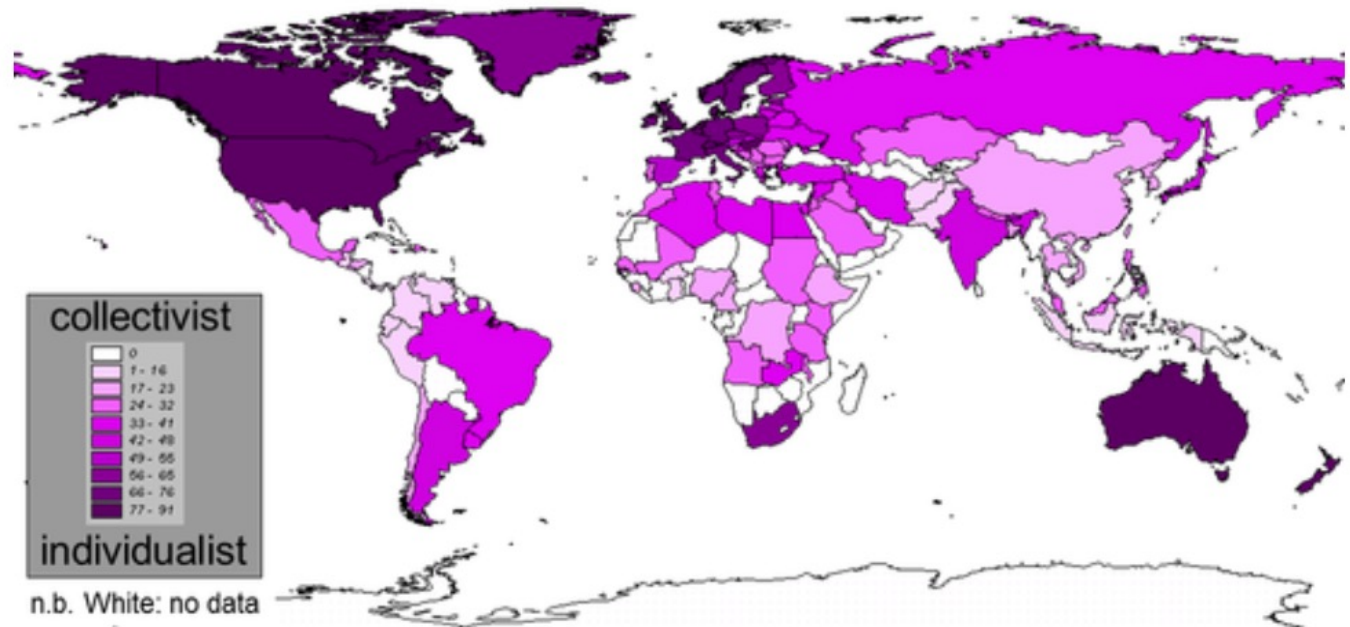 collectivist
0
1 - 16
17 - 23
24 - 32
33 - 41
42 - 48
49 - 55
56 - 65
66 - 76
77 - 91
individualist
n.b. White: no data